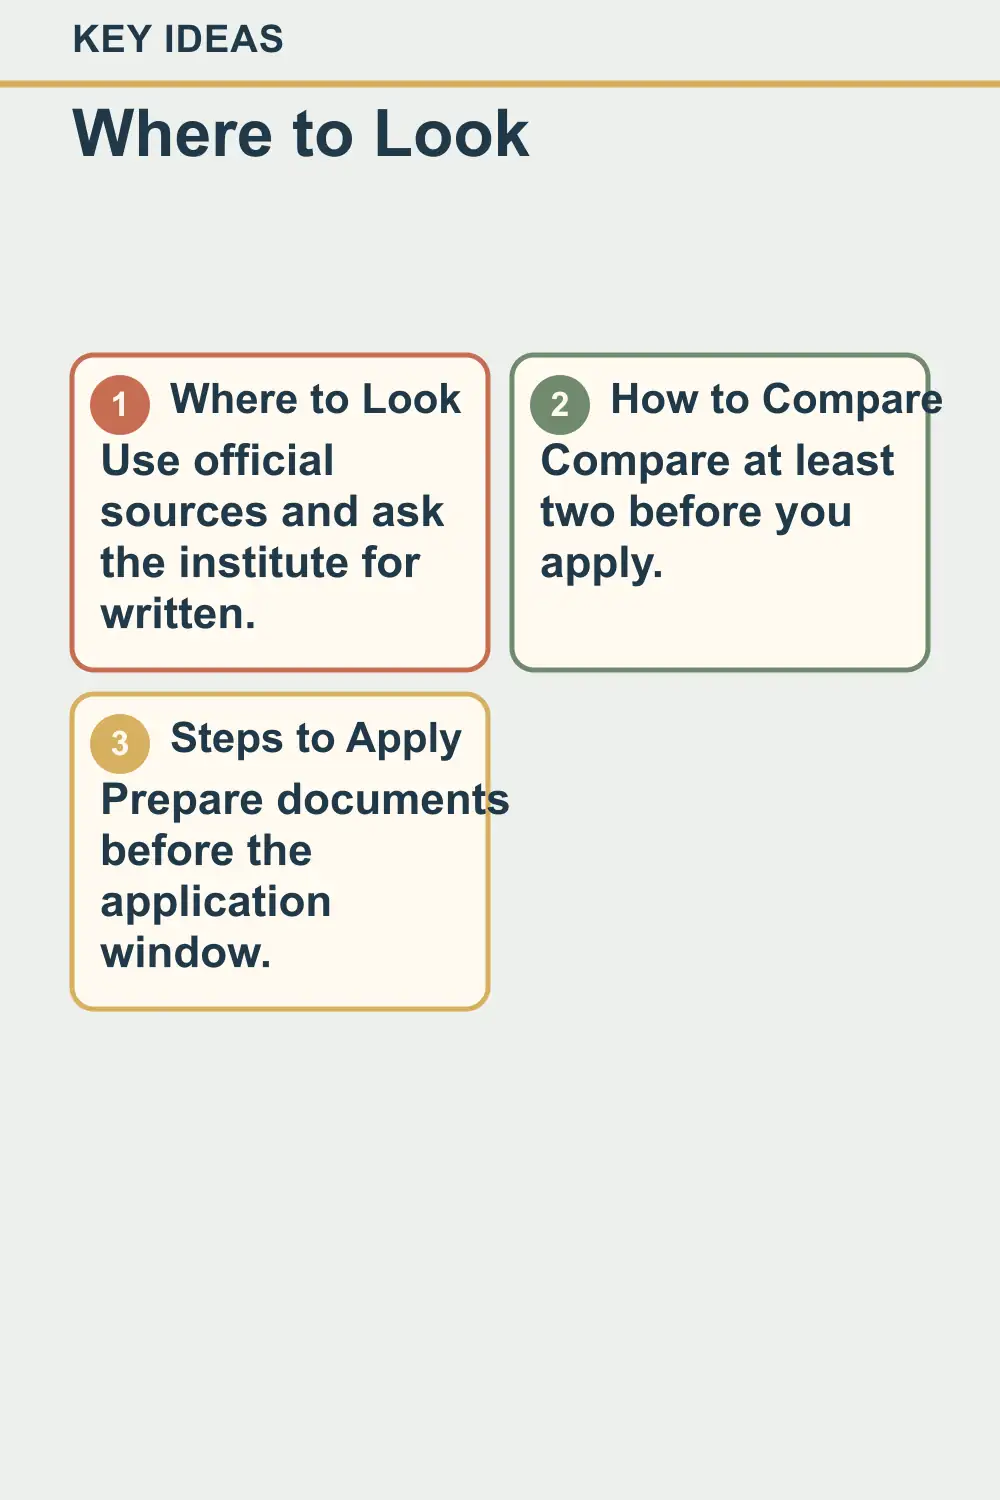 KEY IDEAS
Where to Look
1 Where to Look
Use official
sources and ask
the institute for
written.
2 How to Compare
Compare at least
two before you
apply.
3 Steps to Apply
Prepare documents
before the
application
window.